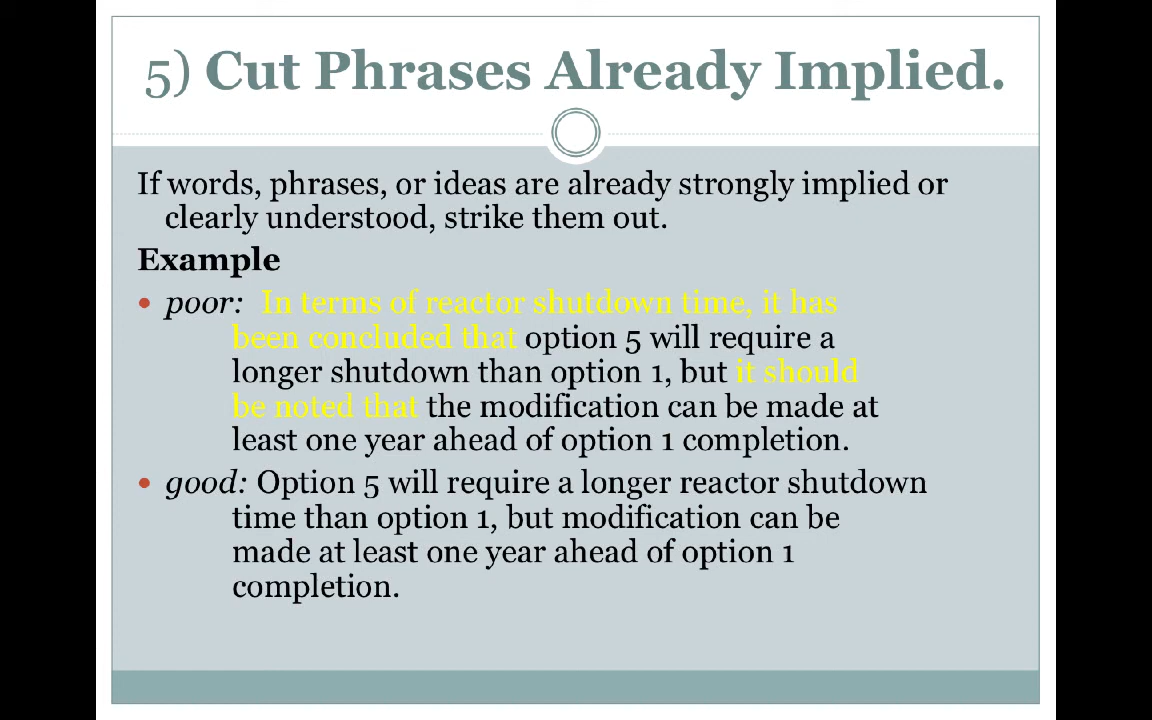 5) Cut Phrases Already Implied.
If words, phrases, or ideas are already strongly implied or
clearly understood, strike them out.
Example
• poor: In terms of reactor shutdown time, it has
been concluded that option 5 will require a
longer shutdown than option 1, but it should
be noted that the modification can be made at
least one year ahead of option 1 completion.
• good: Option 5 will require a longer reactor shutdown
time than option 1, but modification can be
made at least one year ahead of option 1
completion.